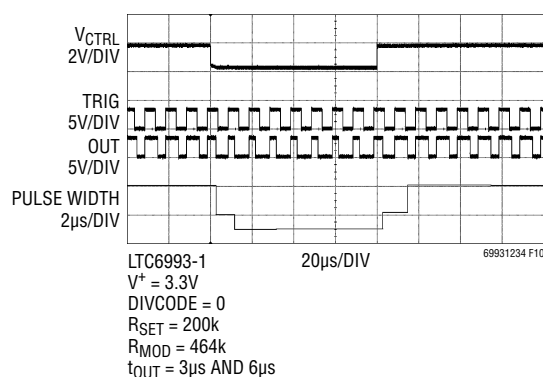 VCTRL
2V/DIV
TRIG
5V/DIV
OUT
5V/DIV
PULSE WIDTH
2µs/DIV
LTC6993-1
20µs/DIV
69931234 F10
V+ = 3.3V
DIVCODE = 0
RSET = 200k
RMOD = 464k
tOUT = 3µs AND 6µs